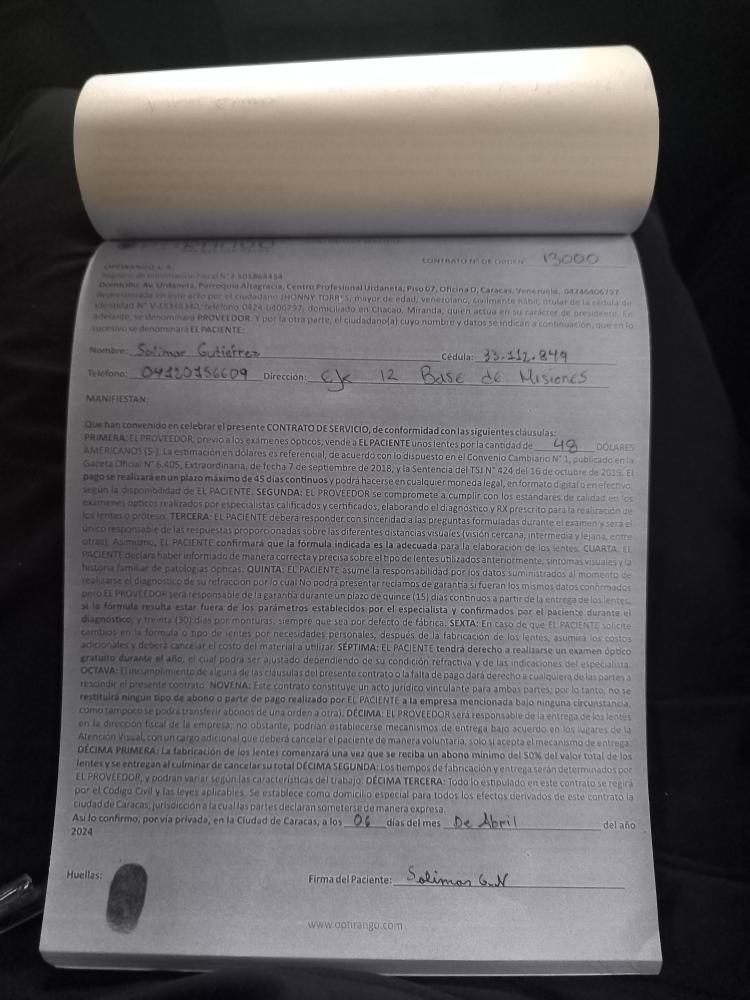 CONTRATO N° DE ORDEN: 13000
OPTIRANGO, C.A.
Registro de Información Fiscal N° J-501868454
Domicilio: Av. Urdaneta, Parroquia Altagracia, Centro Profesional Urdaneta, Piso 07, Oficina D, Caracas, Venezuela. 04246406797
Representada en este acto por el ciudadano JHONNY TORRES, mayor de edad, venezolano, civilmente hábil, titular de la cédula de
identidad N° V-18348340, teléfono 0424-6406797, domiciliado en Chacao, Miranda, quien actúa en su carácter de presidente. En
adelante, se denominará PROVEEDOR. Y por la otra parte, el ciudadano(a) cuyo nombre y datos se indican a continuación, que en lo
sucesivo se denominará EL PACIENTE:
Nombre: Solimar Gutiérrez Cédula: 33.112.849
Teléfono: 04120156609 Dirección: Ejk 12 Base de Misiones
MANIFIESTAN:
Que han convenido en celebrar el presente CONTRATO DE SERVICIO, de conformidad con las siguientes cláusulas:
PRIMERA: EL PROVEEDOR, previo a los exámenes ópticos, vende a EL PACIENTE unos lentes por la cantidad de 48 DÓLARES
AMERICANOS ($-). La estimación en dólares es referencial, de acuerdo con lo dispuesto en el Convenio Cambiario N° 1, publicado en la
Gaceta Oficial N° 6.405, Extraordinaria, de fecha 7 de septiembre de 2018, y la Sentencia del TSJ N° 424 del 16 de octubre de 2019. El
pago se realizará en un plazo máximo de 45 días continuos y podrá hacerse en cualquier moneda legal, en formato digital o en efectivo,
según la disponibilidad de EL PACIENTE. SEGUNDA: EL PROVEEDOR se compromete a cumplir con los estándares de calidad en los
exámenes ópticos realizados por especialistas calificados y certificados, elaborando el diagnóstico y RX prescrito para la realización de
los lentes o prótesis. TERCERA: EL PACIENTE deberá responder con sinceridad a las preguntas formuladas durante el examen y será el
único responsable de las respuestas proporcionadas sobre las diferentes distancias visuales (visión cercana, intermedia y lejana, entre
otras). Asimismo, EL PACIENTE confirmará que la fórmula indicada es la adecuada para la elaboración de los lentes. CUARTA: EL
PACIENTE declara haber informado de manera correcta y precisa sobre el tipo de lentes utilizados anteriormente, síntomas visuales y la
historia familiar de patologías ópticas. QUINTA: EL PACIENTE asume la responsabilidad por los datos suministrados al momento de
realizarse el diagnostico de su refracción por lo cual No podrá presentar reclamos de garantía si fueran los mismos datos confirmados
pero EL PROVEEDOR será responsable de la garantía durante un plazo de quince (15) días continuos a partir de la entrega de los lentes,
si la fórmula resulta estar fuera de los parámetros establecidos por el especialista y confirmados por el paciente durante el
diagnóstico, y treinta (30) días por monturas, siempre que sea por defecto de fábrica. SEXTA: En caso de que EL PACIENTE solicite
cambios en la formula o tipo de lentes por necesidades personales, después de la fabricación de los lentes, asumirá los costos
adicionales y deberá cancelar el costo del material a utilizar. SÉPTIMA: EL PACIENTE tendrá derecho a realizarse un examen óptico
gratuito durante el año, el cual podrá ser ajustado dependiendo de su condición refractiva y de las indicaciones del especialista.
OCTAVA: El incumplimiento de alguna de las cláusulas del presente contrato o la falta de pago dará derecho a cualquiera de las partes a
rescindir el presente contrato. NOVENA: Este contrato constituye un acto jurídico vinculante para ambas partes; por lo tanto, no se
restituirá ningún tipo de abono o parte de pago realizado por EL PACIENTE a la empresa mencionada bajo ninguna circunstancia,
como tampoco se podrá transferir abonos de una orden a otra). DÉCIMA: EL PROVEEDOR será responsable de la entrega de los lentes
en la dirección fiscal de la empresa; no obstante, podrían establecerse mecanismos de entrega bajo acuerdo en los lugares de la
Atención Visual, con un cargo adicional que deberá cancelar el paciente de manera voluntaria, solo si acepta el mecanismo de entrega.
DÉCIMA PRIMERA: La fabricación de los lentes comenzará una vez que se reciba un abono mínimo del 50% del valor total de los
lentes y se entregan al culminar de cancelar su total DÉCIMA SEGUNDA: Los tiempos de fabricación y entrega serán determinados por
EL PROVEEDOR, y podrán variar según las características del trabajo. DÉCIMA TERCERA: Todo lo estipulado en este contrato se regirá
por el Código Civil y las leyes aplicables. Se establece como domicilio especial para todos los efectos derivados de este contrato la
ciudad de Caracas, jurisdicción a la cual las partes declaran someterse de manera expresa.
Así lo confirmo, por vía privada, en la Ciudad de Caracas, a los 06 días del mes De Abril del año
2024
Huellas:
Firma del Paciente: Solimar G.N
www.optirango.com